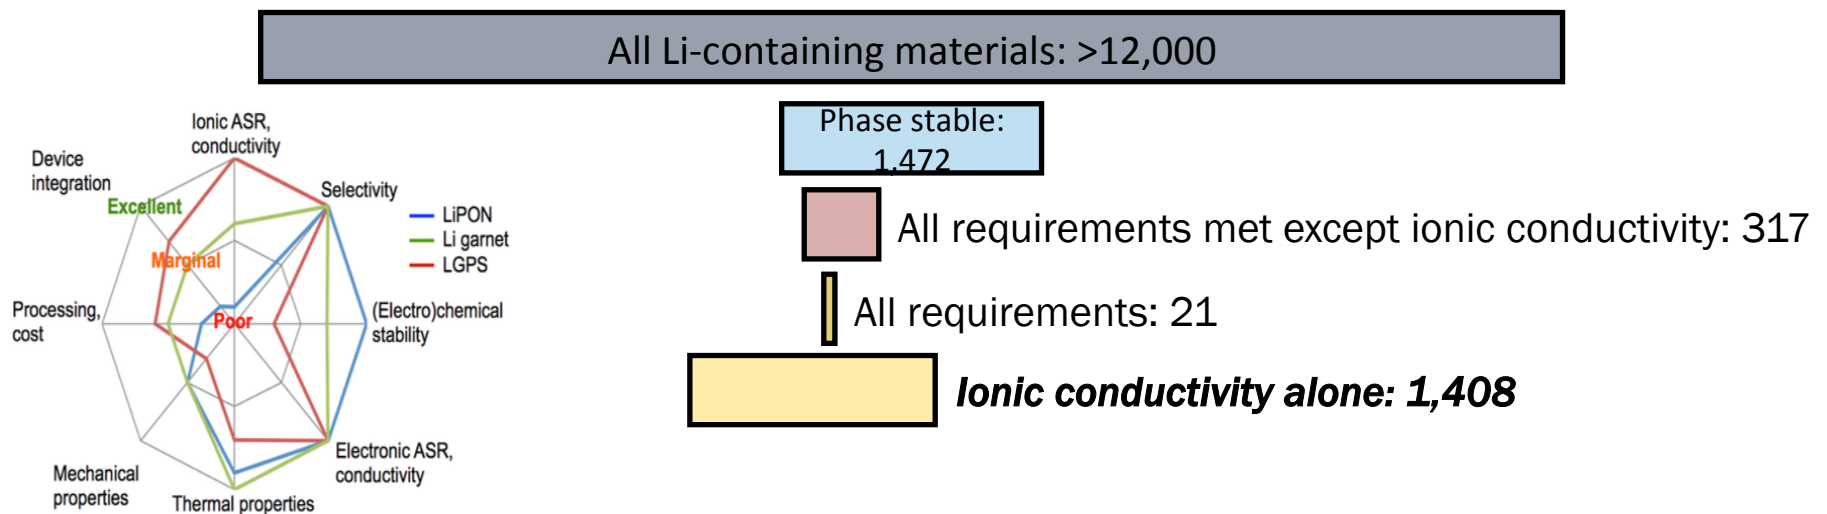 All Li-containing materials: >12,000
Phase stable:
1,472
All requirements met except ionic conductivity: 317
All requirements: 21
Ionic conductivity alone: 1,408
Ionic ASR,
conductivity
Device
integration
Selectivity
Excellent
LiPON
Li garnet
LGPS
Marginal
Processing,
cost
Poor
(Electro)chemical
stability
Electronic ASR,
conductivity
Mechanical
properties
Thermal properties